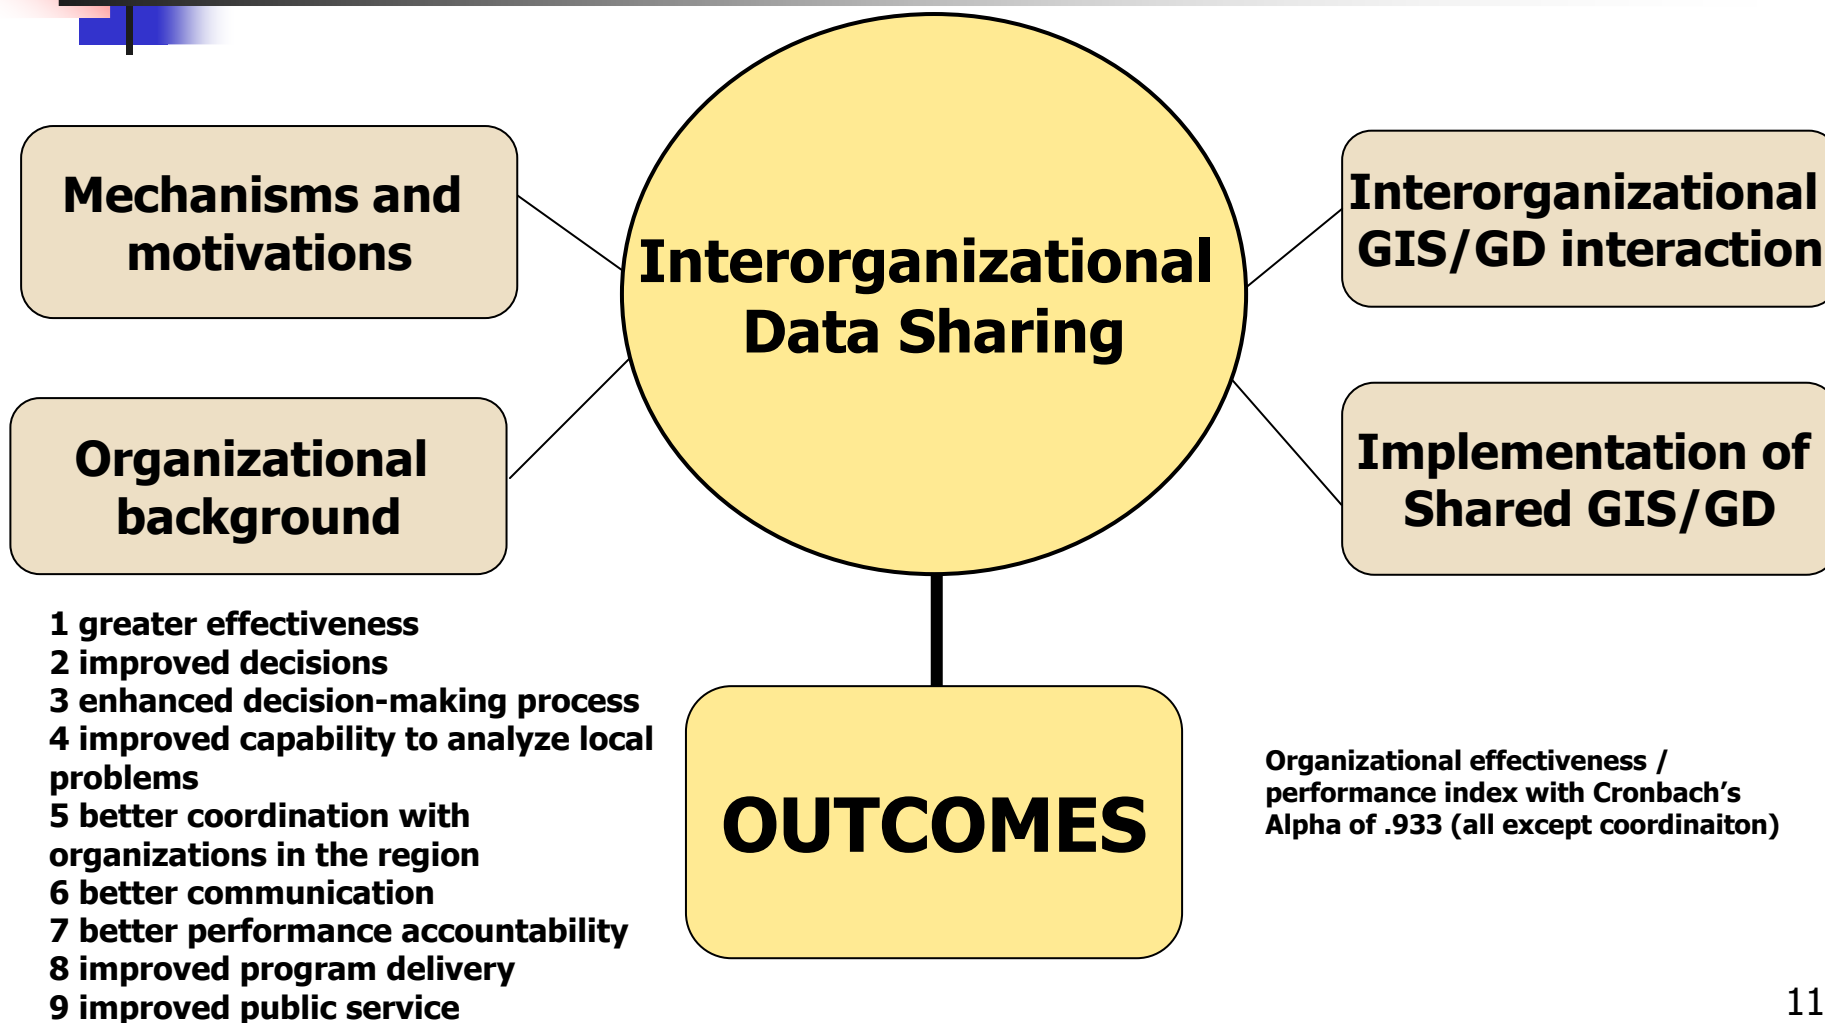 Mechanisms and
motivations
Interorganizational
Data Sharing
Interorganizational
GIS/GD interaction
Organizational
background
Implementation of
Shared GIS/GD
1 greater effectiveness
2 improved decisions
3 enhanced decision-making process
4 improved capability to analyze local
problems
5 better coordination with
organizations in the region
6 better communication
7 better performance accountability
8 improved program delivery
9 improved public service
OUTCOMES
Organizational effectiveness /
performance index with Cronbach’s
Alpha of .933 (all except coordinaiton)
11